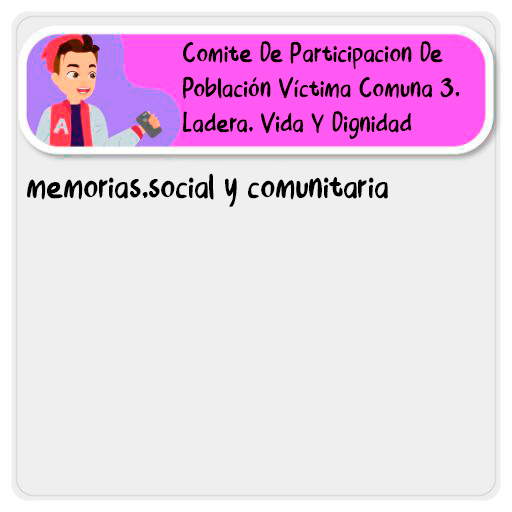 Comite De Participacion De
Población Víctima Comuna 3.
Ladera. Vida Y Dignidad
A
memorias.social y comunitaria